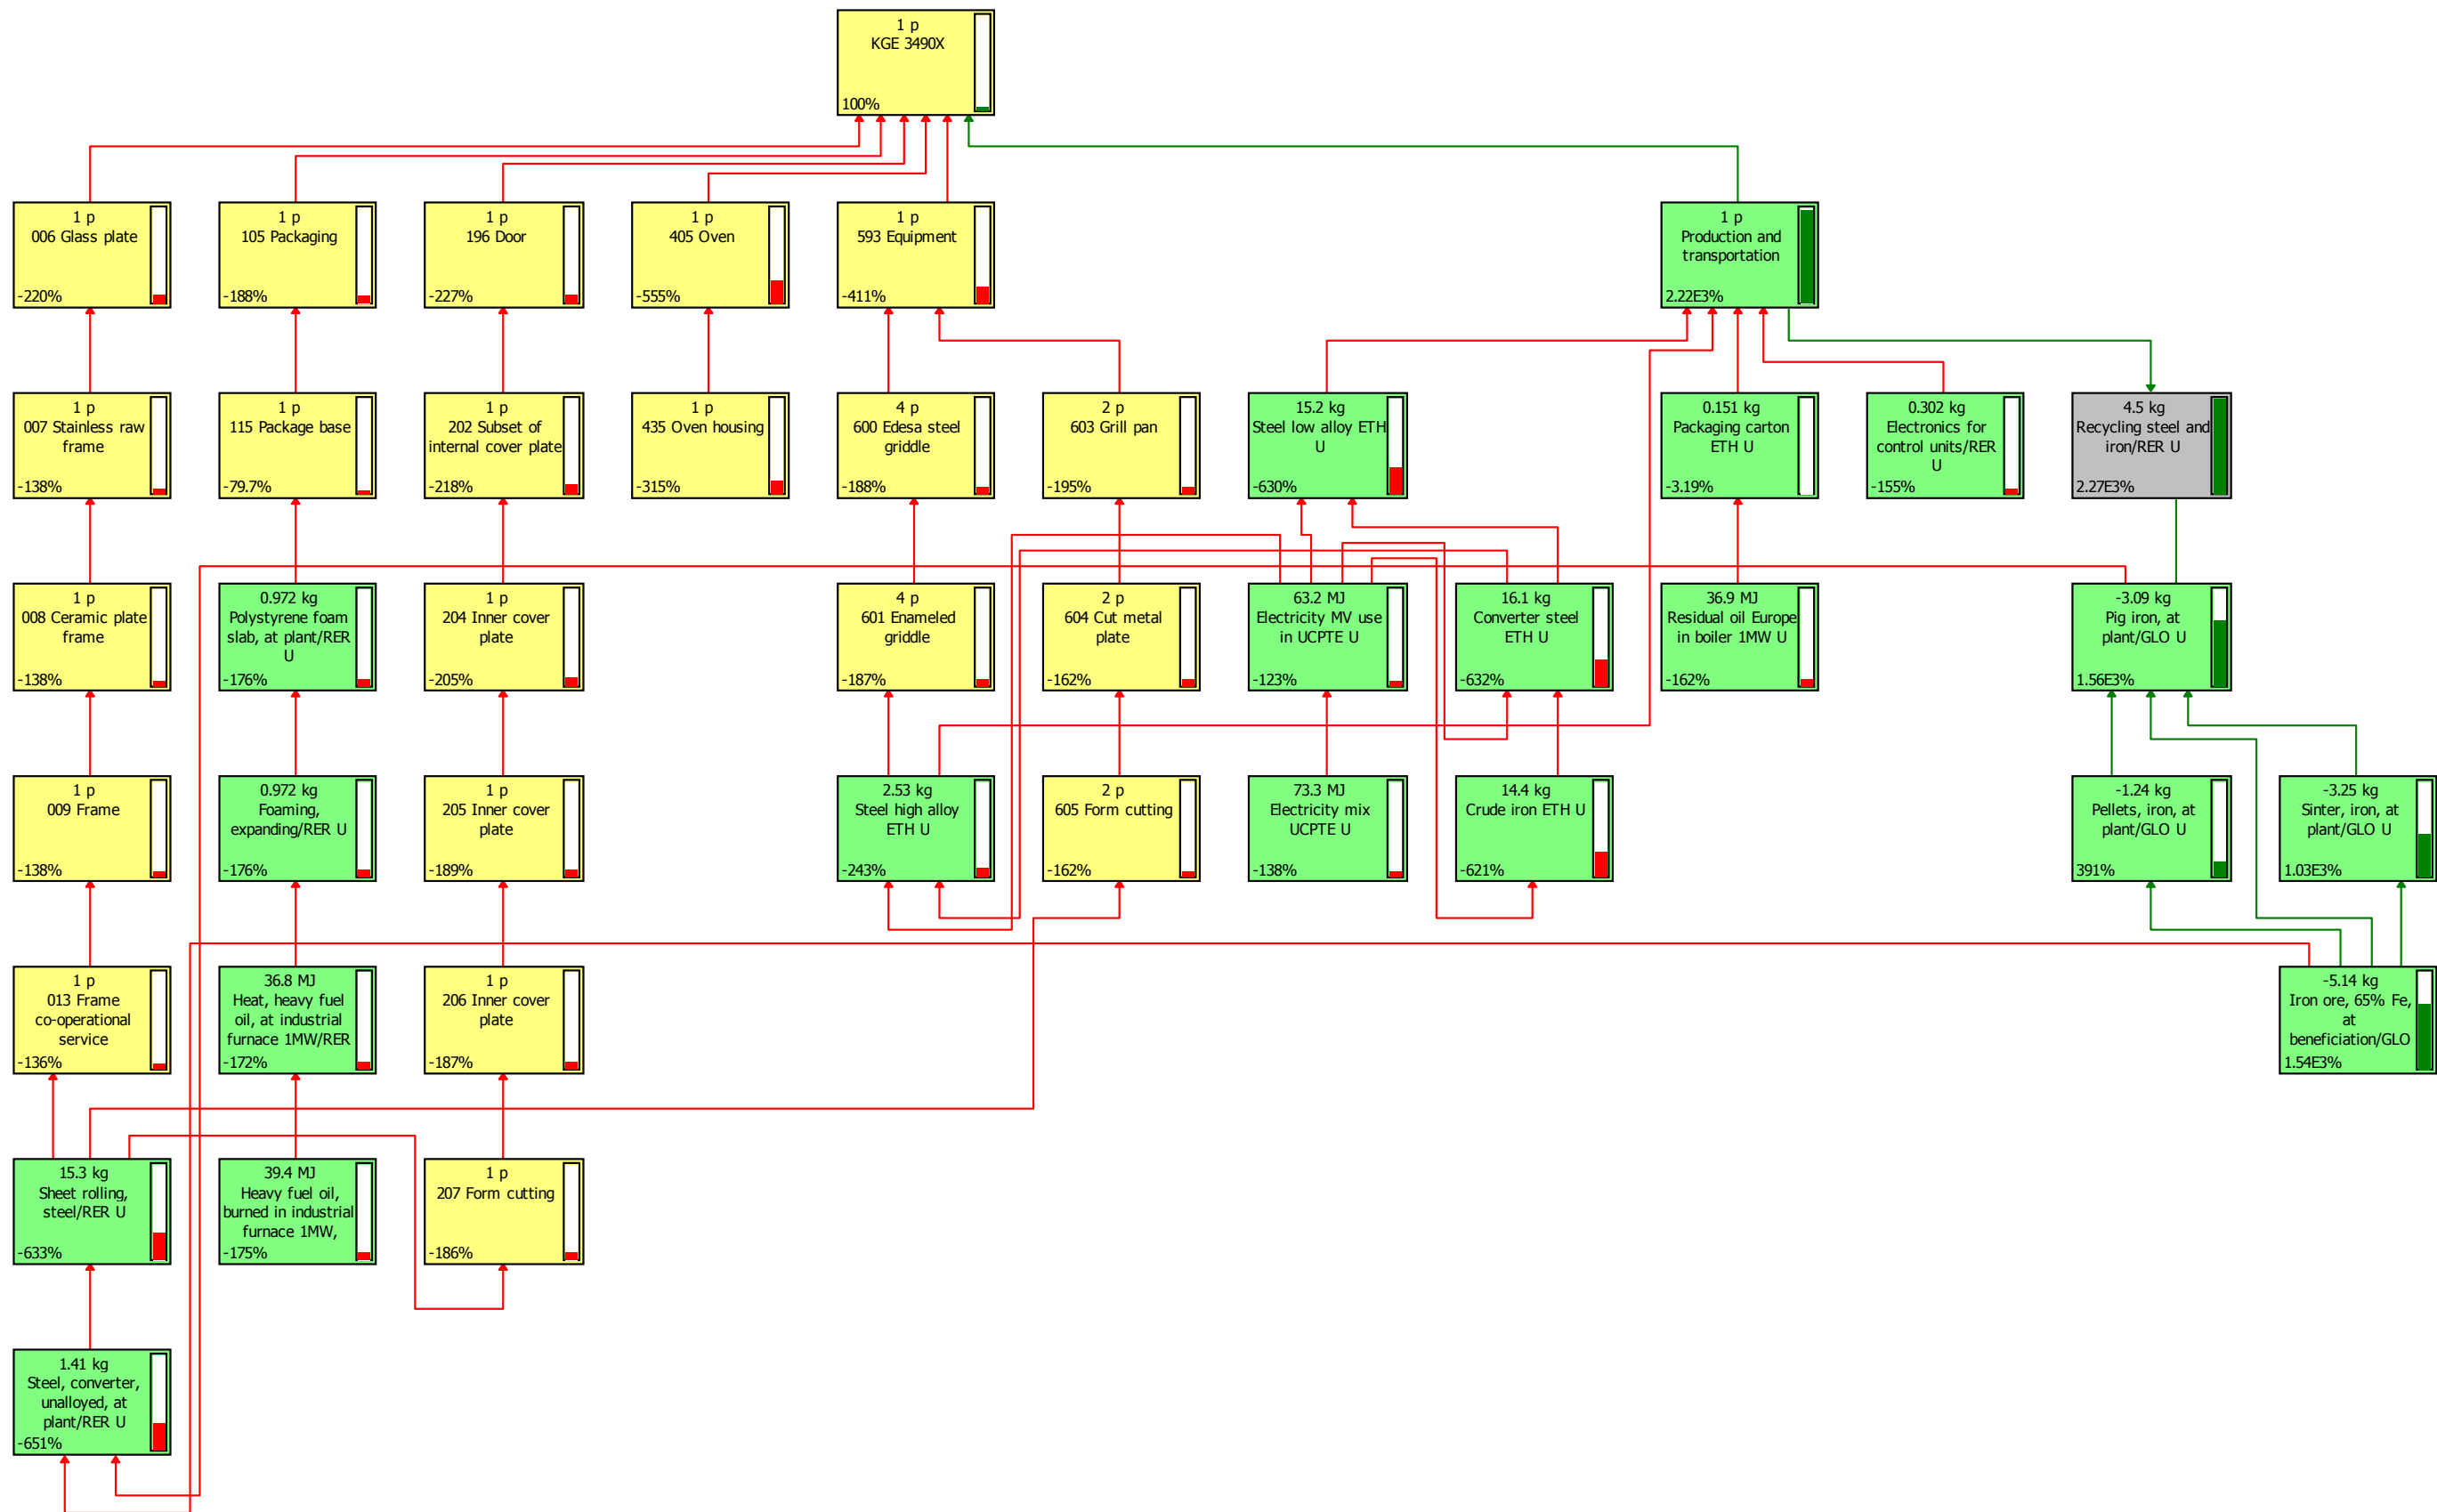 1 p
KGE 3490X
100%
1 p
006 Glass plate
-220%
1 p
105 Packaging
-188%
1 p
196 Door
-227%
1 p
405 Oven
-555%
1 p
593 Equipment
-411%
1 p
Production and
transportation
2.22E3%
1 p
007 Stainless raw
frame
-138%
1 p
115 Package base
-79.7%
1 p
202 Subset of
internal cover plate
-218%
1 p
435 Oven housing
-315%
4 p
600 Edesa steel
griddle
-188%
2 p
603 Grill pan
-195%
15.2 kg
Steel low alloy ETH
U
-630%
0.151 kg
Packaging carton
ETH U
-3.19%
0.302 kg
Electronics for
control units/RER
U
-155%
4.5 kg
Recycling steel and
iron/RER U
2.27E3%
1 p
008 Ceramic plate
frame
-138%
0.972 kg
Polystyrene foam
slab, at plant/RER
U
-176%
1 p
204 Inner cover
plate
-205%
4 p
601 Enameled
griddle
-187%
2 p
604 Cut metal
plate
-162%
63.2 MJ
Electricity MV use
in UCPTE U
-123%
16.1 kg
Converter steel
ETH U
-632%
36.9 MJ
Residual oil Europe
in boiler 1MW U
-162%
-3.09 kg
Pig iron, at
plant/GLO U
1.56E3%
1 p
009 Frame
-138%
0.972 kg
Foaming,
expanding/RER U
-176%
1 p
205 Inner cover
plate
-189%
2.53 kg
Steel high alloy
ETH U
-243%
2 p
605 Form cutting
-162%
73.3 MJ
Electricity mix
UCPTE U
-138%
14.4 kg
Crude iron ETH U
-621%
-1.24 kg
Pellets, iron, at
plant/GLO U
391%
-3.25 kg
Sinter, iron, at
plant/GLO U
1.03E3%
1 p
013 Frame
co-operational
service
-136%
36.8 MJ
Heat, heavy fuel
oil, at industrial
furnace 1MW/RER
-172%
1 p
206 Inner cover
plate
-187%
-5.14 kg
Iron ore, 65% Fe,
at
beneficiation/GLO
1.54E3%
15.3 kg
Sheet rolling,
steel/RER U
-633%
39.4 MJ
Heavy fuel oil,
burned in industrial
furnace 1MW,
-175%
1 p
207 Form cutting
-186%
1.41 kg
Steel, converter,
unalloyed, at
plant/RER U
-651%